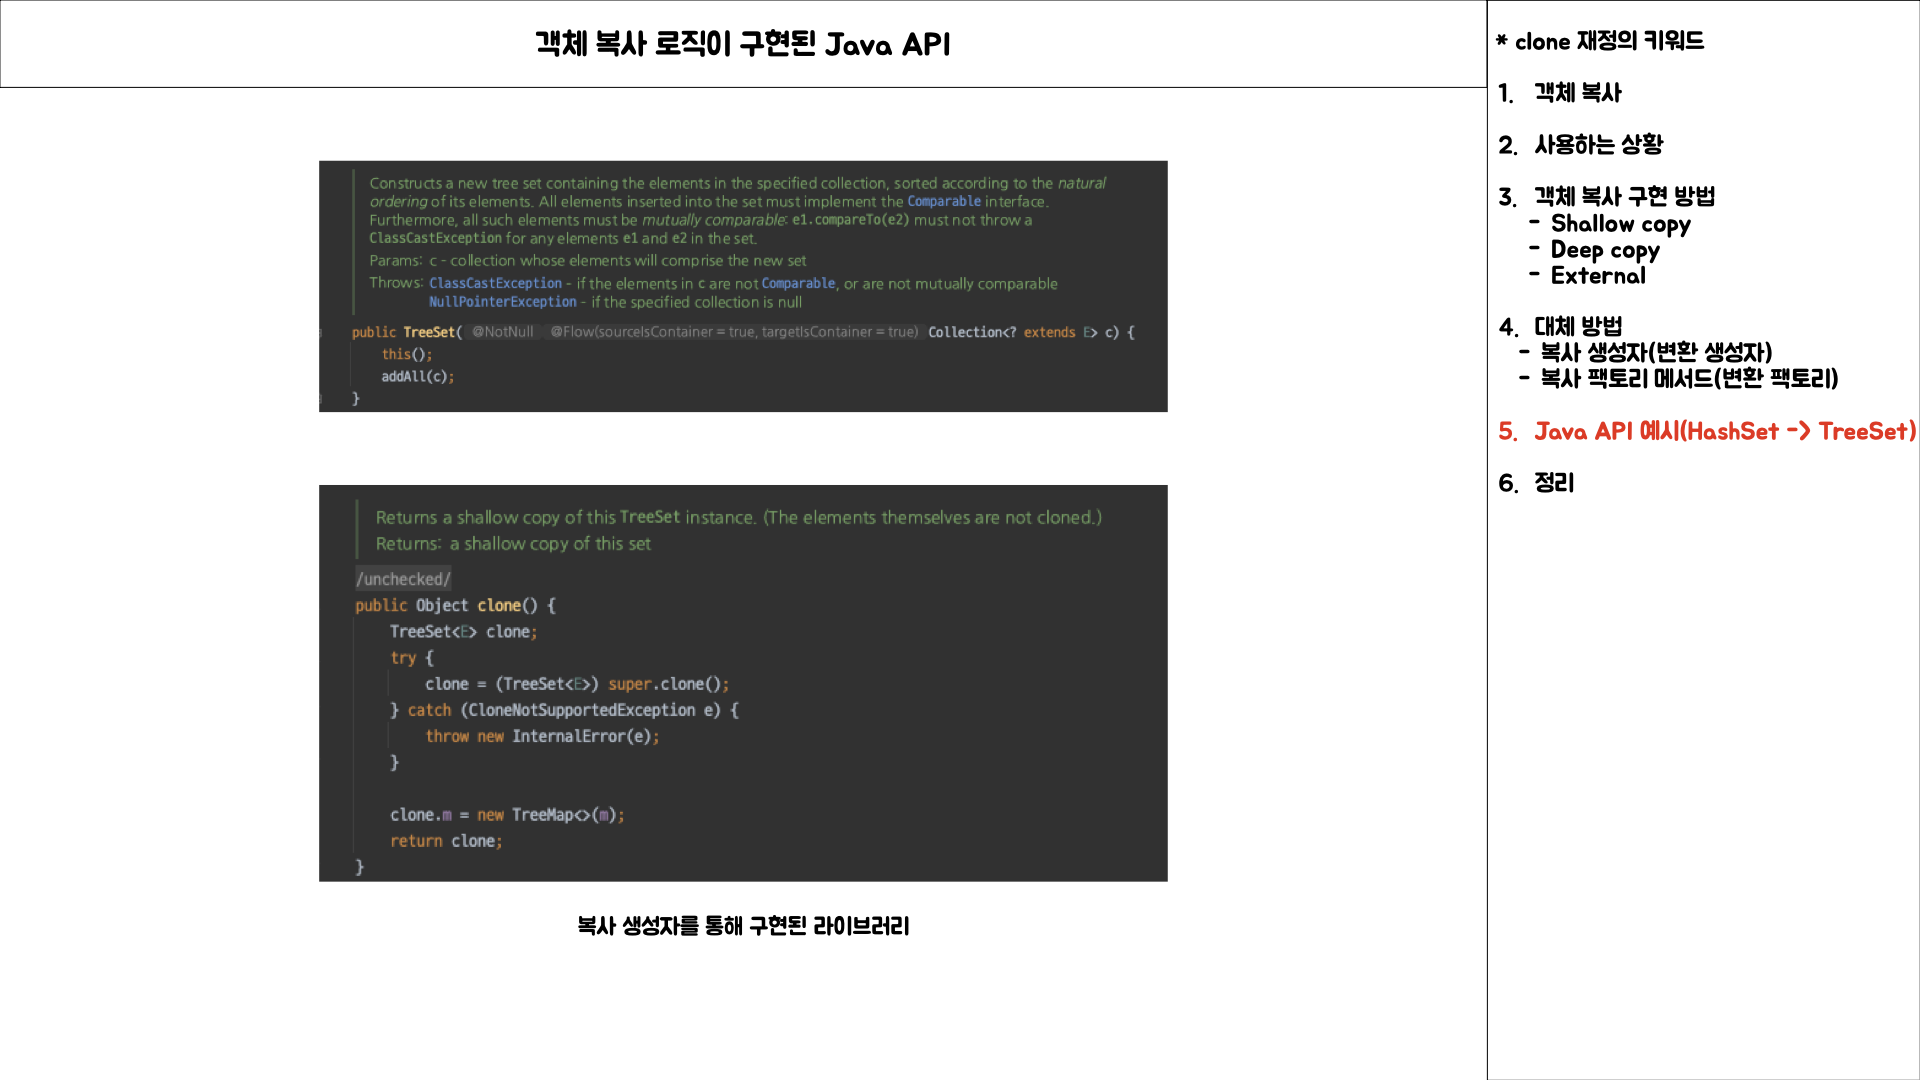 객체 복사 로직이 구현된 Java API
Constructs a new tree set containing the elements in the specified collection, sorted according to the natural
ordering of its elements. All elements inserted into the set must implement the Comparable interface.
Furthermore, all such elements must be mutually comparable: e1.compareTo(e2) must not throw a
ClassCastException for any elements e1 and e2 in the set.
Params: c – collection whose elements will comprise the new set
Throws: ClassCastException – if the elements in c are not Comparable, or are not mutually comparable
NullPointerException – if the specified collection is null
public TreeSet( @NotNull @Flow(sourceIsContainer = true, targetIsContainer = true) Collection<? extends E> c) {
this();
addAll(c);
}
Returns a shallow copy of this TreeSet instance. (The elements themselves are not cloned.)
Returns: a shallow copy of this set
/unchecked/
public Object clone() {
TreeSet<E> clone;
try {
clone = (TreeSet<E>) super.clone();
} catch (CloneNotSupportedException e) {
throw new InternalError(e);
}
clone.m = new TreeMap<>(m);
return clone;
}
복사 생성자를 통해 구현된 라이브러리
* clone 재정의 키워드
1. 객체 복사
2. 사용하는 상황
3. 객체 복사 구현 방법
- Shallow copy
- Deep copy
- External
4. 대체 방법
- 복사 생성자(변환 생성자)
- 복사 팩토리 메서드(변환 팩토리)
5. Java API 예시(HashSet -> TreeSet)
6. 정리